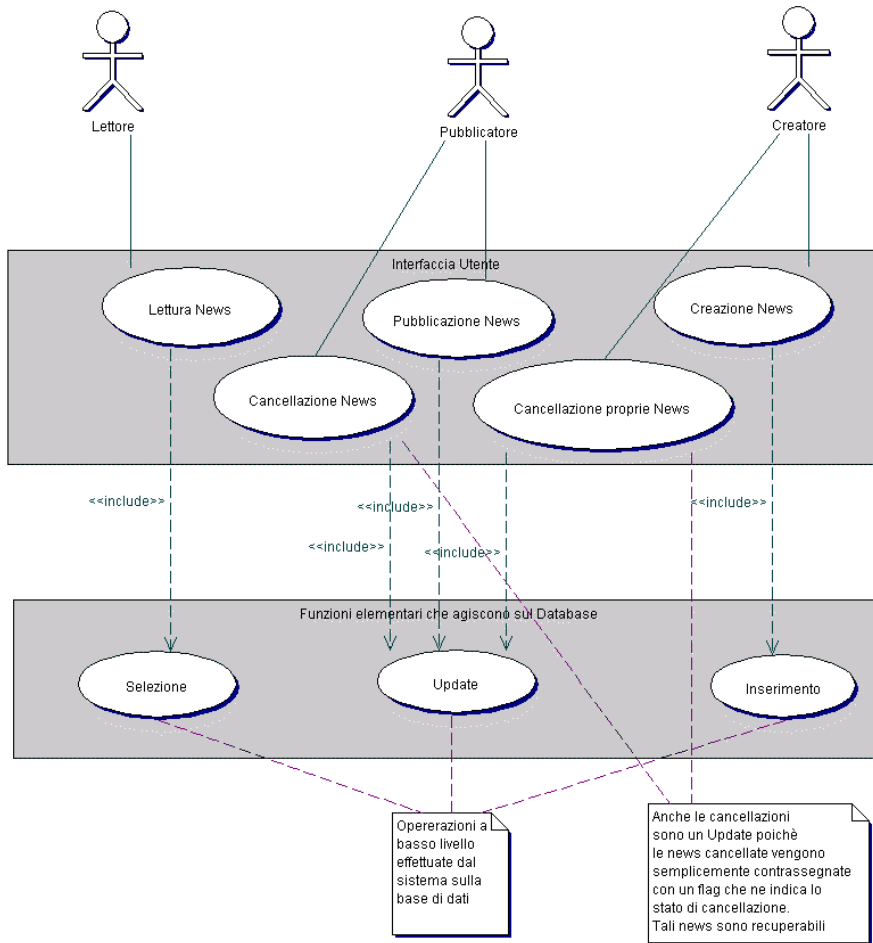 Lettore
Pubblicatore
Creatore
Interfaccia Utente
Lettura News
Pubblicazione News
Creazione News
Cancellazione News
Cancellazione proprie News
<<include>>
<<include>>
<<include>>
<<include>>
<<include>>
Funzioni elementari che agiscono sul Database
Selezione
Update
Inserimento
Opererazioni a
basso livello
effettuate dal
sistema sulla
base di dati
Anche le cancellazioni
sono un Update poichè
le news cancellate vengono
semplicemente contrassegnate
con un flag che ne indica lo
stato di cancellazione.
Tali news sono recuperabili